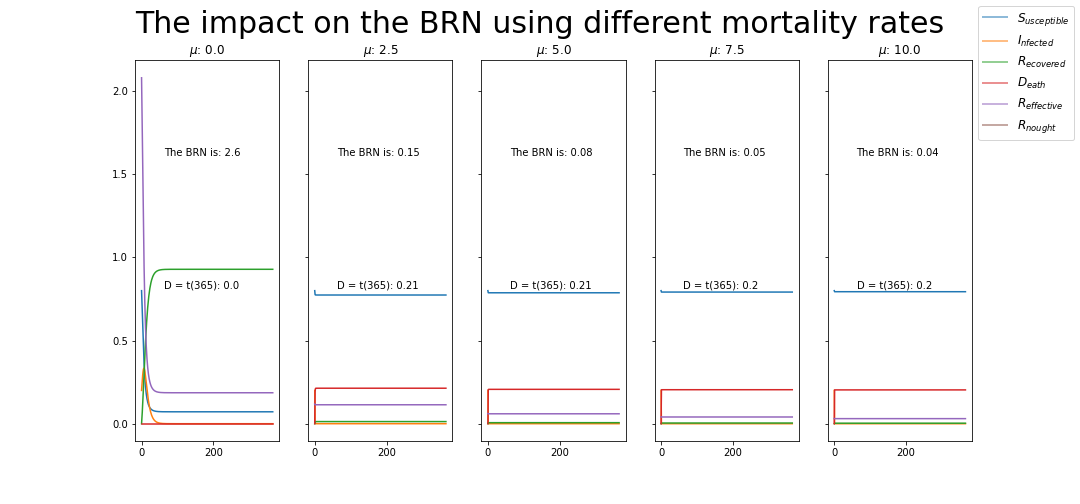 The impact on the BRN using different mortality rates
μ: 0.0
μ: 2.5
μ: 5.0
μ: 7.5
μ: 10.0
S_usceptible
I_nfected
R_ecovered
D_eath
R_effective
R_nought
2.0
1.5
1.0
0.5
0.0
The BRN is: 2.6
The BRN is: 0.15
The BRN is: 0.08
The BRN is: 0.05
The BRN is: 0.04
D = t(365): 0.0
D = t(365): 0.21
D = t(365): 0.21
D = t(365): 0.2
D = t(365): 0.2
0 200
0 200
0 200
0 200
0 200